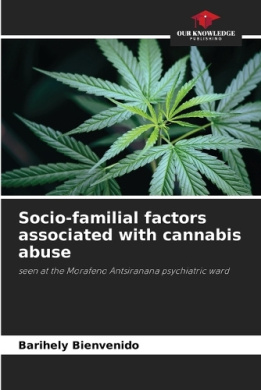 OUR KNOWLEDGE
PUBLISHING
Socio-familial factors
associated with cannabis
abuse
seen at the Morafeno Antsiranana psychiatric ward
Barihely Bienvenido